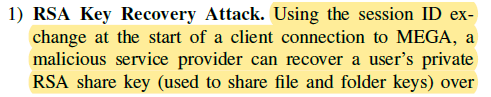 1) RSA Key Recovery Attack. Using the session ID ex-
change at the start of a client connection to MEGA, a
malicious service provider can recover a user's private
RSA share key (used to share file and folder keys) over